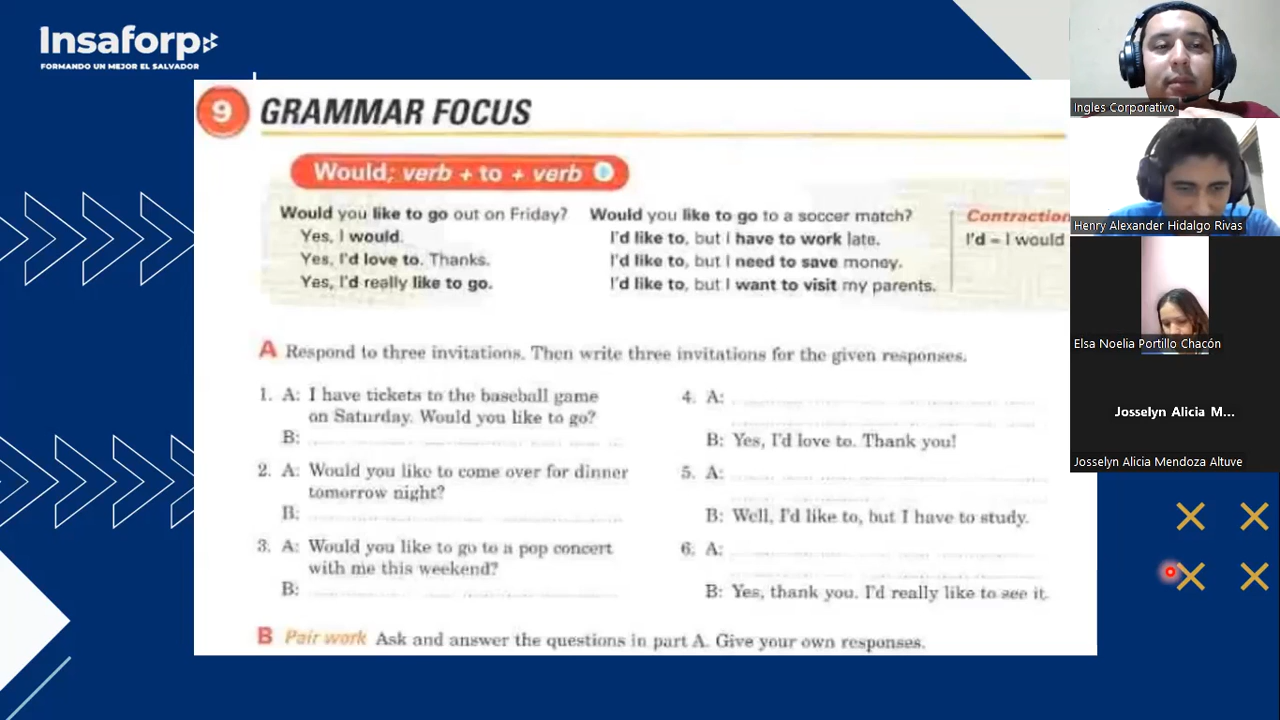 Insaforp
FORMANDO UN MEJOR EL SALVADOR
9 GRAMMAR FOCUS
Would; verb + to + verb
Would you like to go out on Friday?
Yes, I would.
Yes, I'd love to. Thanks.
Yes, I'd really like to go.
Would you like to go to a soccer match?
I'd like to, but I have to work late.
I'd like to, but I need to save money.
I'd like to, but I want to visit my parents.
Contraction
I'd = I would
A Respond to three invitations. Then write three invitations for the given responses.
1. A: I have tickets to the baseball game
on Saturday. Would you like to go?
B:
2. A: Would you like to come over for dinner
tomorrow night?
B:
3. A: Would you like to go to a pop concert
with me this weekend?
B:
4. A:
B: Yes, I'd love to. Thank you!
5. A:
B: Well, I'd like to, but I have to study.
6. A:
B: Yes, thank you. I'd really like to see it.
B Pair work Ask and answer the questions in part A. Give your own responses.
Ingles Corporativo
Henry Alexander Hidalgo Rivas
Elsa Noelia Portillo Chacón
Josselyn Alicia M...
Josselyn Alicia Mendoza Altuve